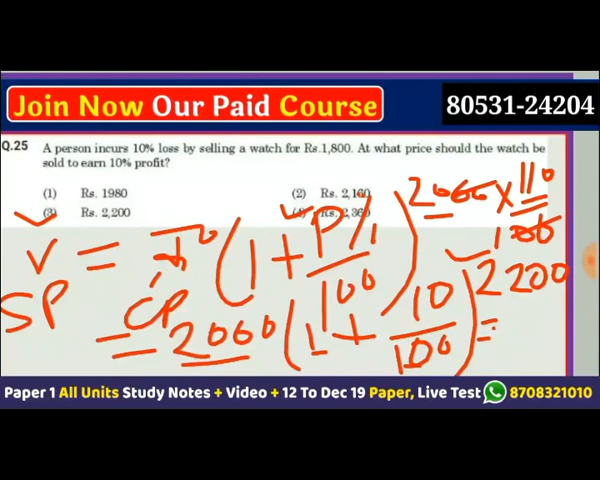 Join Now Our Paid Course
80531-24204
Q.25 A person incurs 10% loss by selling a watch for Rs.1,800. At what price should the watch be
sold to earn 10% profit?
(1) Rs. 1980 (2) Rs. 2,160
(3) Rs. 2,200 (4) Rs. 2,360
2000 × 110
100
V = (1 + P%
100)
SP CP 2200
= 2000 (1 + 10
100) =
Paper 1 All Units Study Notes + Video + 12 To Dec 19 Paper, Live Test 8708321010